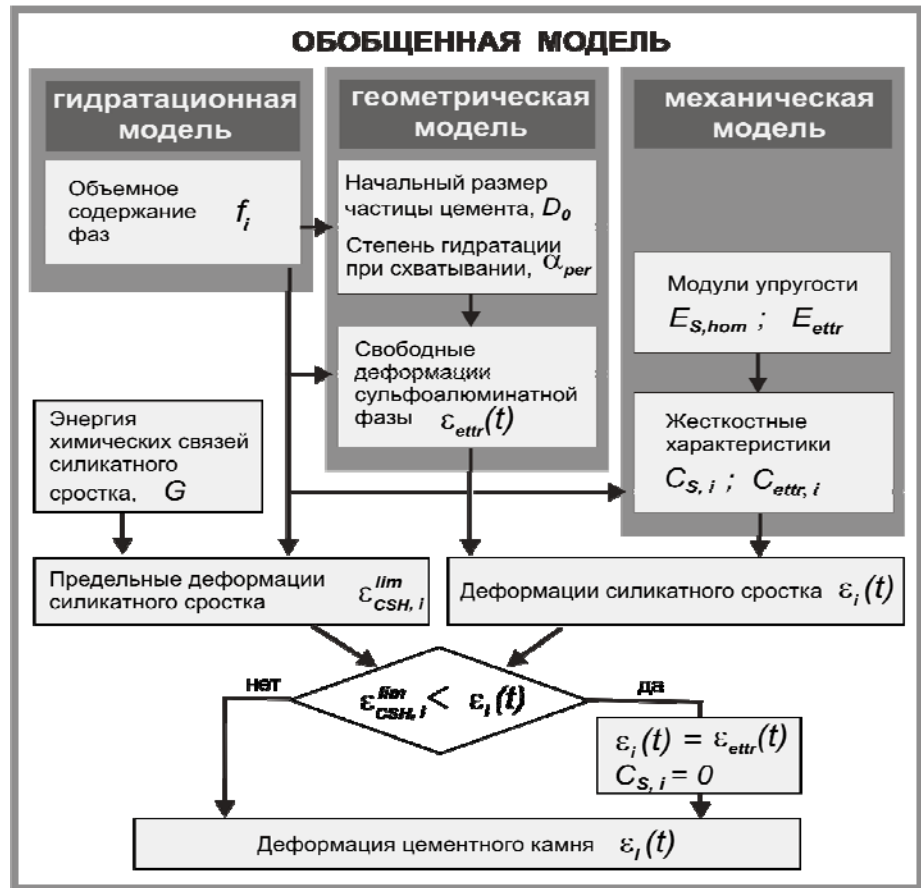 ОБОБЩЕННАЯ МОДЕЛЬ
гидратационная
модель
Объемное
содержание
фаз f_i
геометрическая
модель
Начальный размер
частицы цемента, D_0
Степень гидратации
при схватывании, α_per
Свободные
деформации
сульфоалюминатной
фазы ε_ettr(t)
механическая
модель
Модули упругости
E_S,hom ; E_ettr
Жесткостные
характеристики
C_S, i ; C_ettr, i
Энергия
химических связей
силикатного
сростка, G
Предельные деформации
силикатного сростка ε^lim_CSH, i
Деформации силикатного сростка ε_i(t)
ε^lim_CSH, i < ε_i(t)
нет
да
ε_i(t) = ε_ettr(t)
C_S, i = 0
Деформация цементного камня ε_I(t)